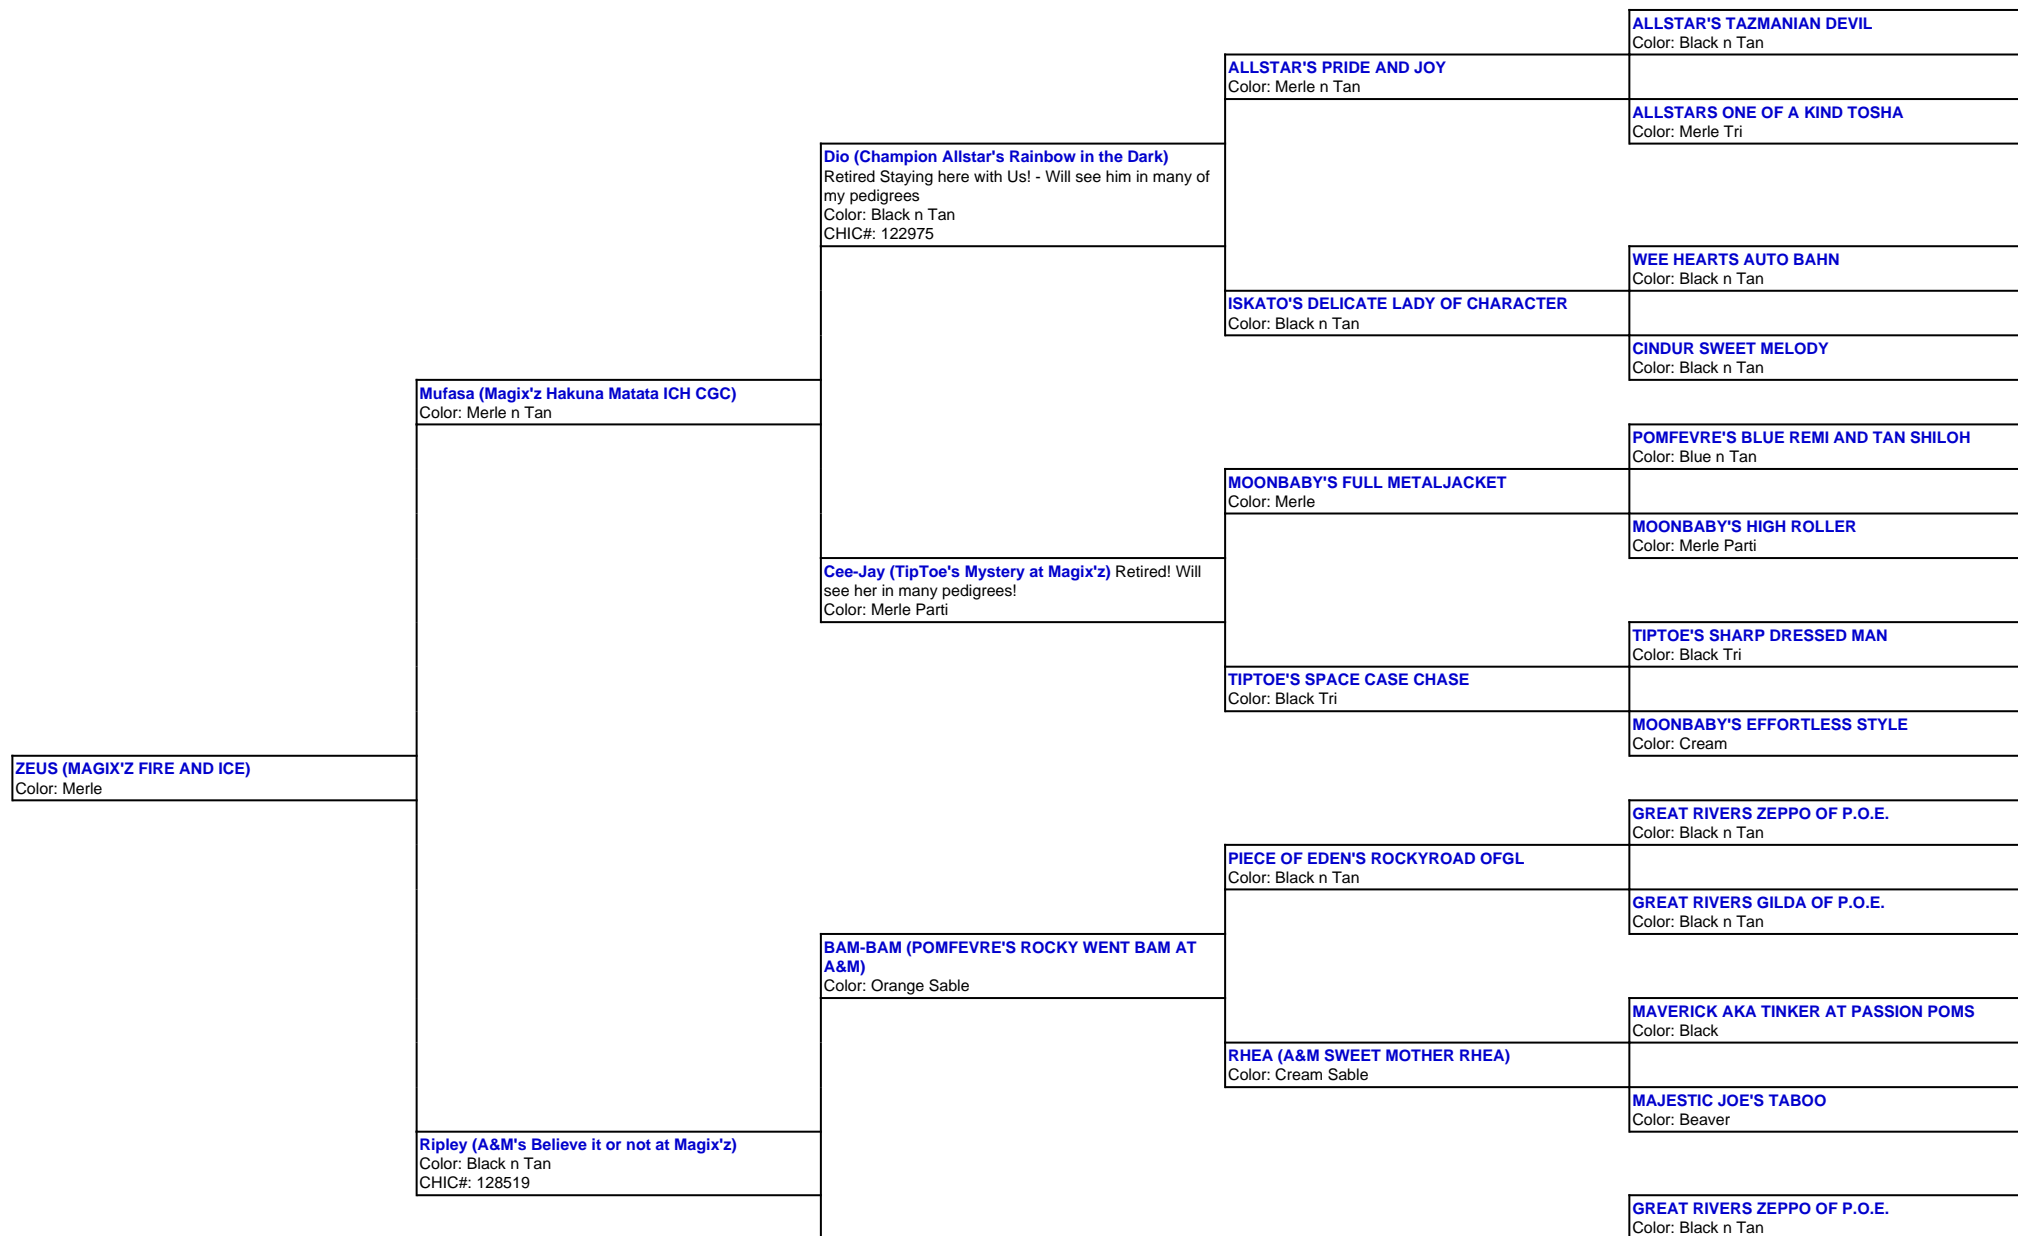 ALLSTAR'S TAZMANIAN DEVIL
Color: Black n Tan
ALLSTAR'S PRIDE AND JOY
Color: Merle n Tan
ALLSTARS ONE OF A KIND TOSHA
Color: Merle Tri
Dio (Champion Allstar's Rainbow in the Dark)
Retired Staying here with Us! - Will see him in many of
my pedigrees
Color: Black n Tan
CHIC#: 122975
WEE HEARTS AUTO BAHN
Color: Black n Tan
ISKATO'S DELICATE LADY OF CHARACTER
Color: Black n Tan
CINDUR SWEET MELODY
Color: Black n Tan
Mufasa (Magix'z Hakuna Matata ICH CGC)
Color: Merle n Tan
POMFEVRE'S BLUE REMI AND TAN SHILOH
Color: Blue n Tan
MOONBABY'S FULL METALJACKET
Color: Merle
MOONBABY'S HIGH ROLLER
Color: Merle Parti
Cee-Jay (TipToe's Mystery at Magix'z) Retired! Will
see her in many pedigrees!
Color: Merle Parti
TIPTOE'S SHARP DRESSED MAN
Color: Black Tri
TIPTOE'S SPACE CASE CHASE
Color: Black Tri
MOONBABY'S EFFORTLESS STYLE
Color: Cream
ZEUS (MAGIX'Z FIRE AND ICE)
Color: Merle
GREAT RIVERS ZEPPO OF P.O.E.
Color: Black n Tan
PIECE OF EDEN'S ROCKYROAD OFGL
Color: Black n Tan
GREAT RIVERS GILDA OF P.O.E.
Color: Black n Tan
BAM-BAM (POMFEVRE'S ROCKY WENT BAM AT
A&M)
Color: Orange Sable
MAVERICK AKA TINKER AT PASSION POMS
Color: Black
RHEA (A&M SWEET MOTHER RHEA)
Color: Cream Sable
MAJESTIC JOE'S TABOO
Color: Beaver
Ripley (A&M's Believe it or not at Magix'z)
Color: Black n Tan
CHIC#: 128519
GREAT RIVERS ZEPPO OF P.O.E.
Color: Black n Tan